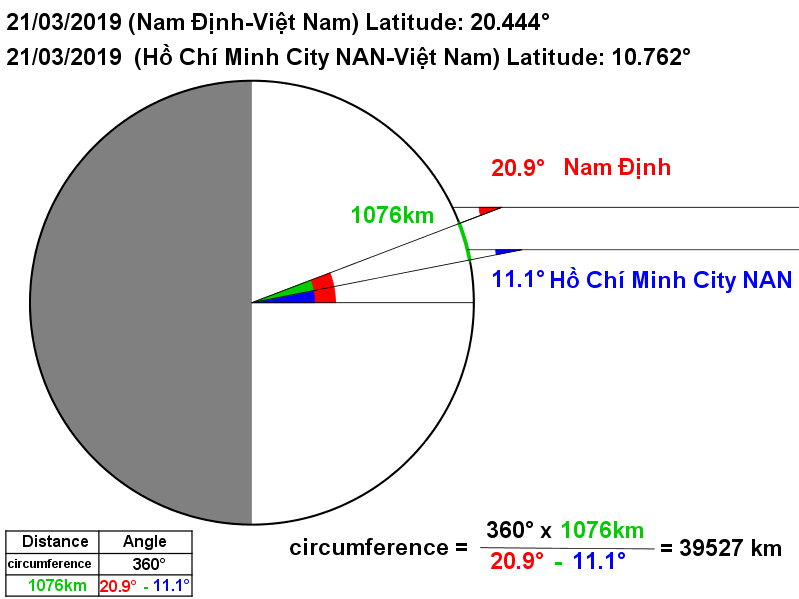 21/03/2019 (Nam Định-Việt Nam) Latitude: 20.444°
21/03/2019 (Hồ Chí Minh City NAN-Việt Nam) Latitude: 10.762°
20.9° Nam Định
1076km
11.1° Hồ Chí Minh City NAN
360° x 1076km
circumference = = 39527 km
20.9° - 11.1°
Distance Angle
circumference 360°
1076km 20.9° - 11.1°